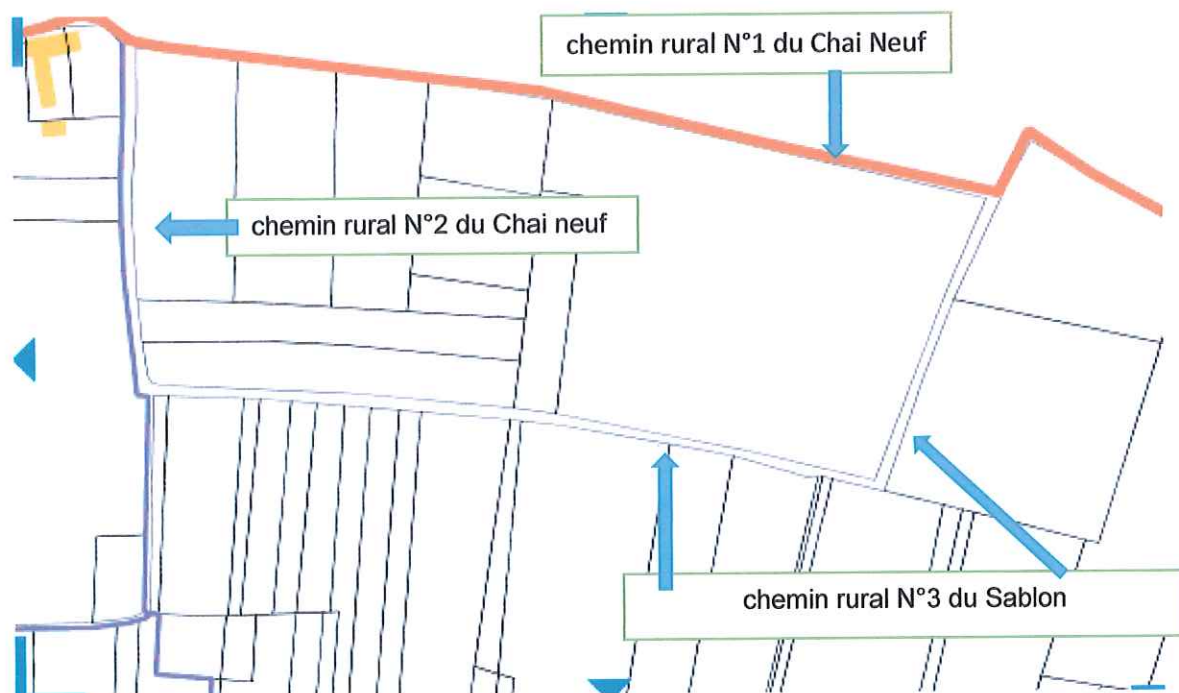 chemin rural N°1 du Chai Neuf
chemin rural N°2 du Chai neuf
chemin rural N°3 du Sablon